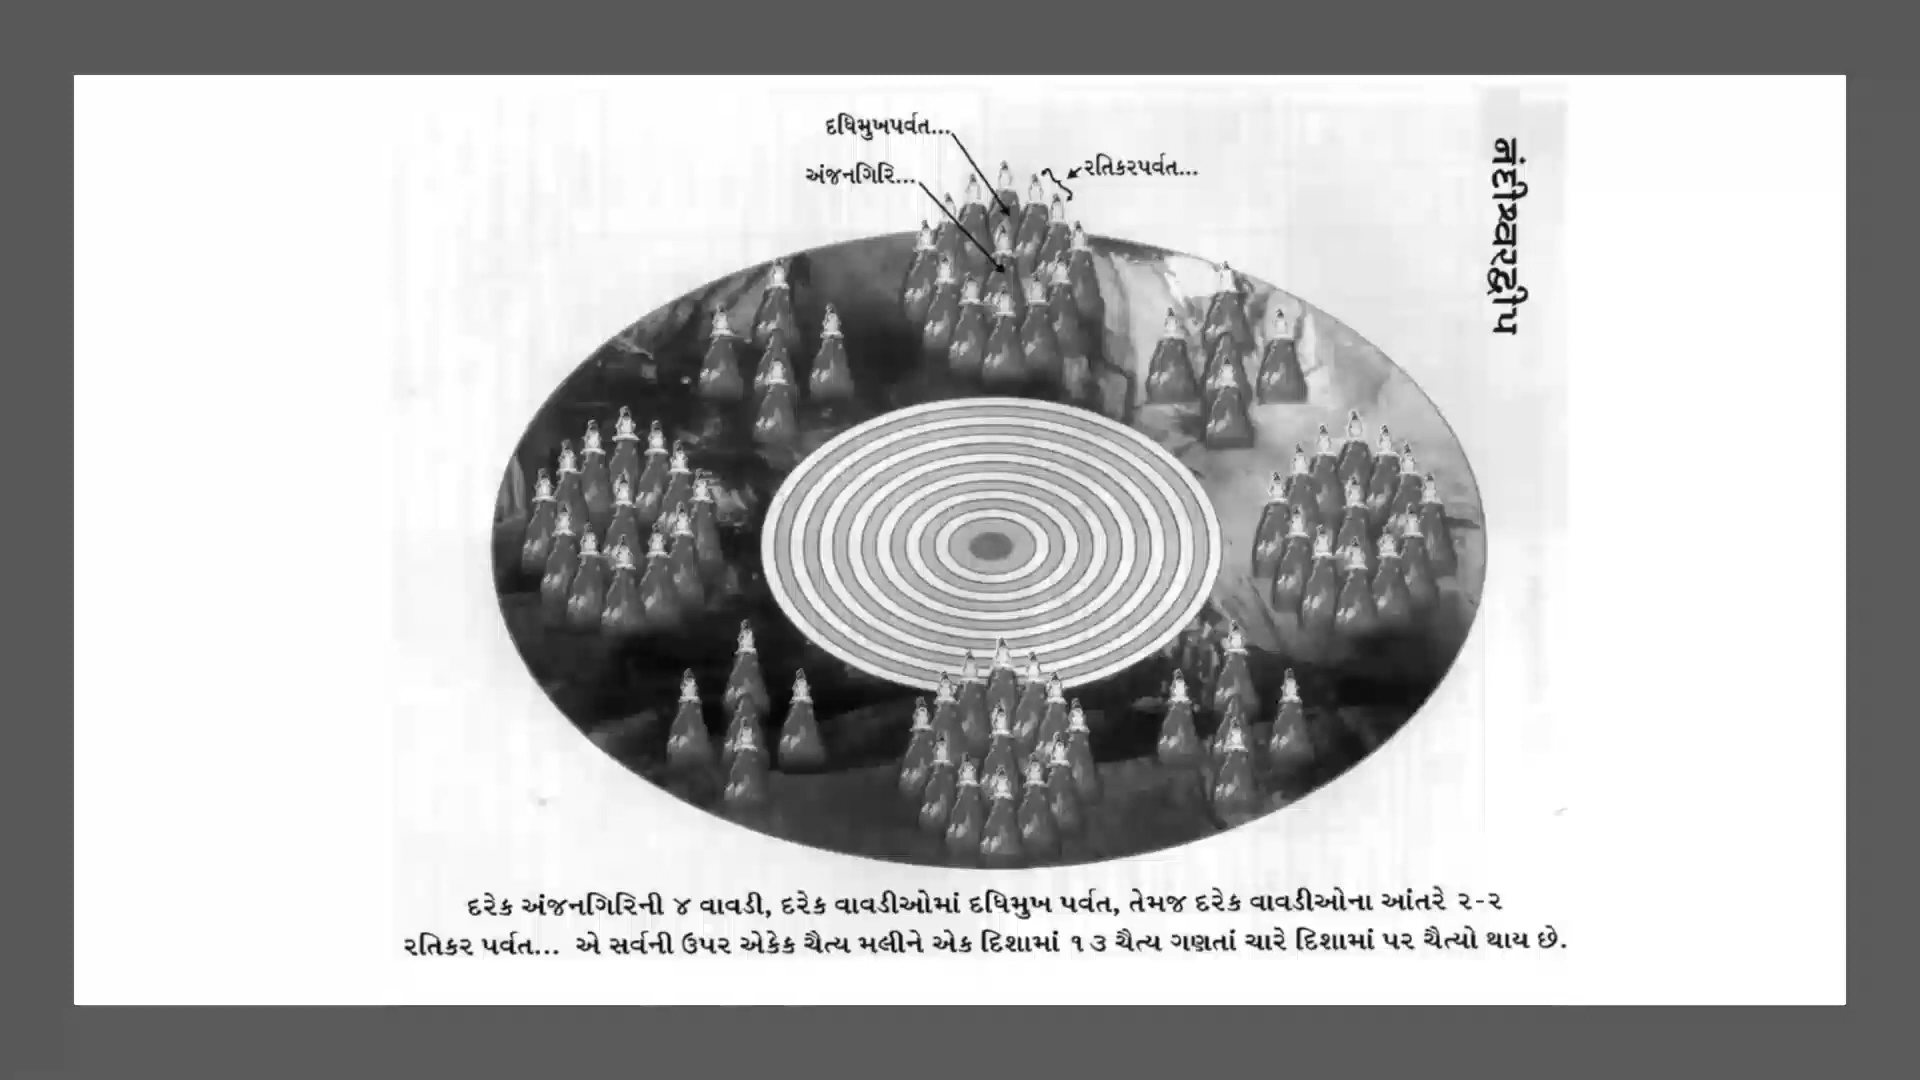 દધિમુખપર્વત...
અંજનગિરિ...
રતિકરપર્વત...
નંદીશ્વરદ્વીપ
દરેક અંજનગિરિની ૪ વાવડી, દરેક વાવડીઓમાં દધિમુખ પર્વત, તેમજ દરેક વાવડીઓના આંતરે ૨-૨
રતિકર પર્વત... એ સર્વની ઉપર એકેક ચૈત્ય મલીને એક દિશામાં ૧૩ ચૈત્ય ગણતાં ચારે દિશામાં ૫૨ ચૈત્યો થાય છે.